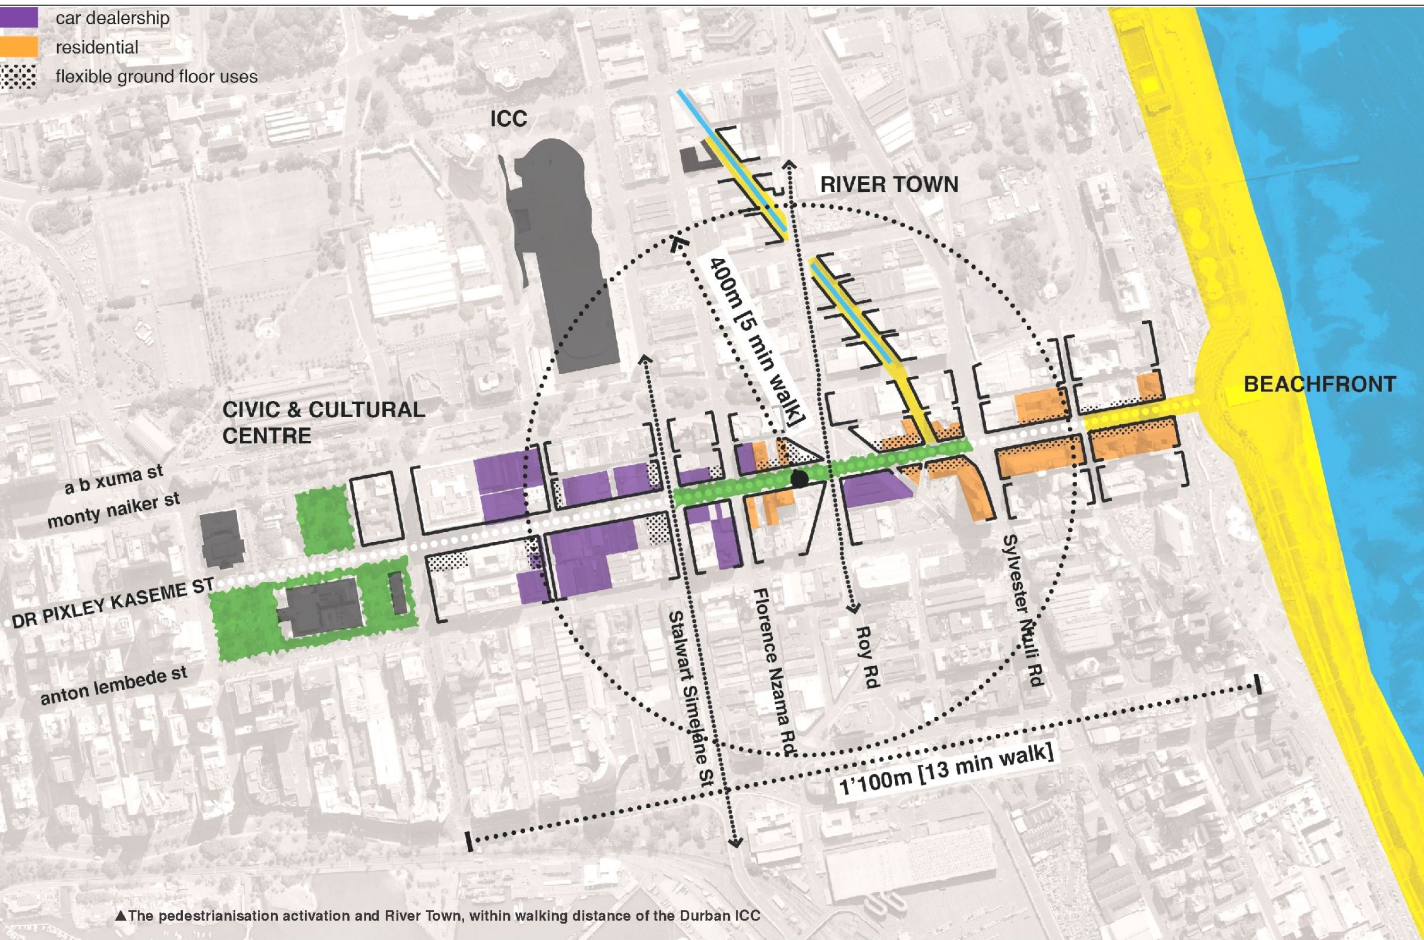 car dealership
residential
flexible ground floor uses
ICC
RIVER TOWN
400m [5 min walk]
BEACHFRONT
CIVIC & CULTURAL
CENTRE
a b xuma st
monty naiker st
DR PIXLEY KASEME ST
anton lembede st
Stalwart Simelane St
Florence Nzama Rd
Roy Rd
Sylvester Ntuli Rd
1'100m [13 min walk]
▲The pedestrianisation activation and River Town, within walking distance of the Durban ICC